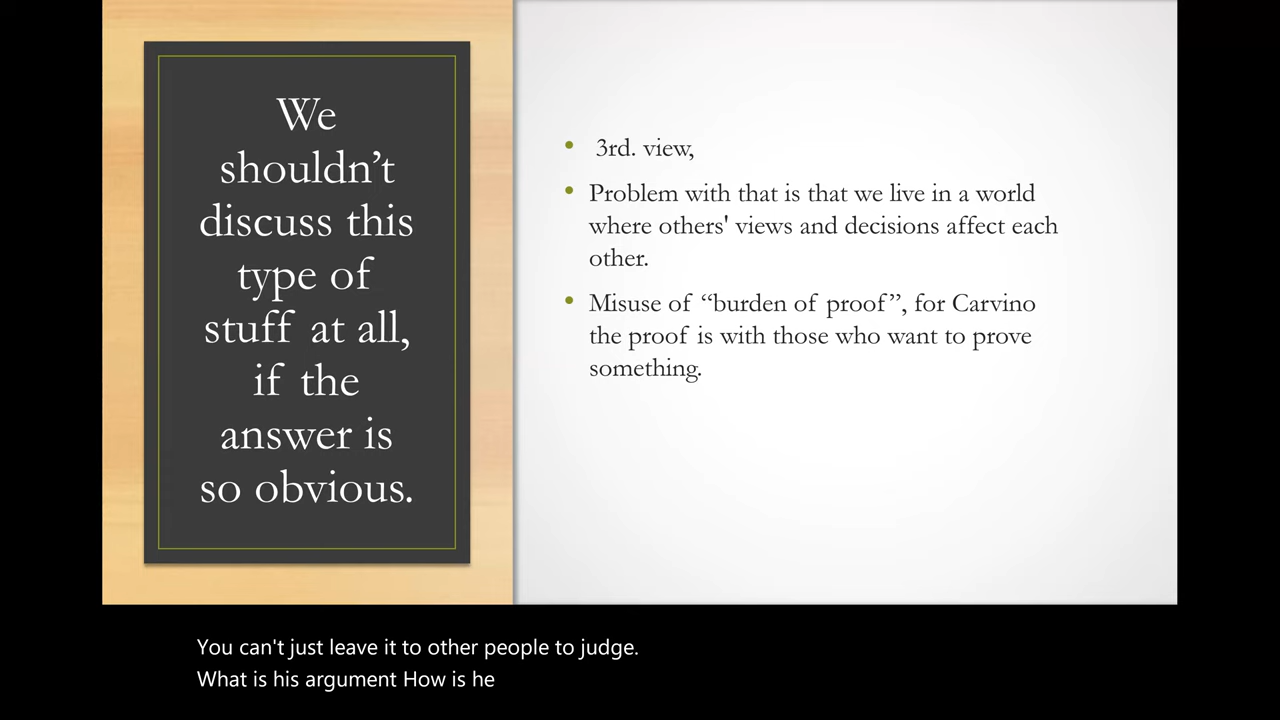 We
shouldn’t
discuss this
type of
stuff at all,
if the
answer is
so obvious.
• 3rd. view,
• Problem with that is that we live in a world
where others' views and decisions affect each
other.
• Misuse of “burden of proof”, for Carvino
the proof is with those who want to prove
something.
You can't just leave it to other people to judge.
What is his argument How is he